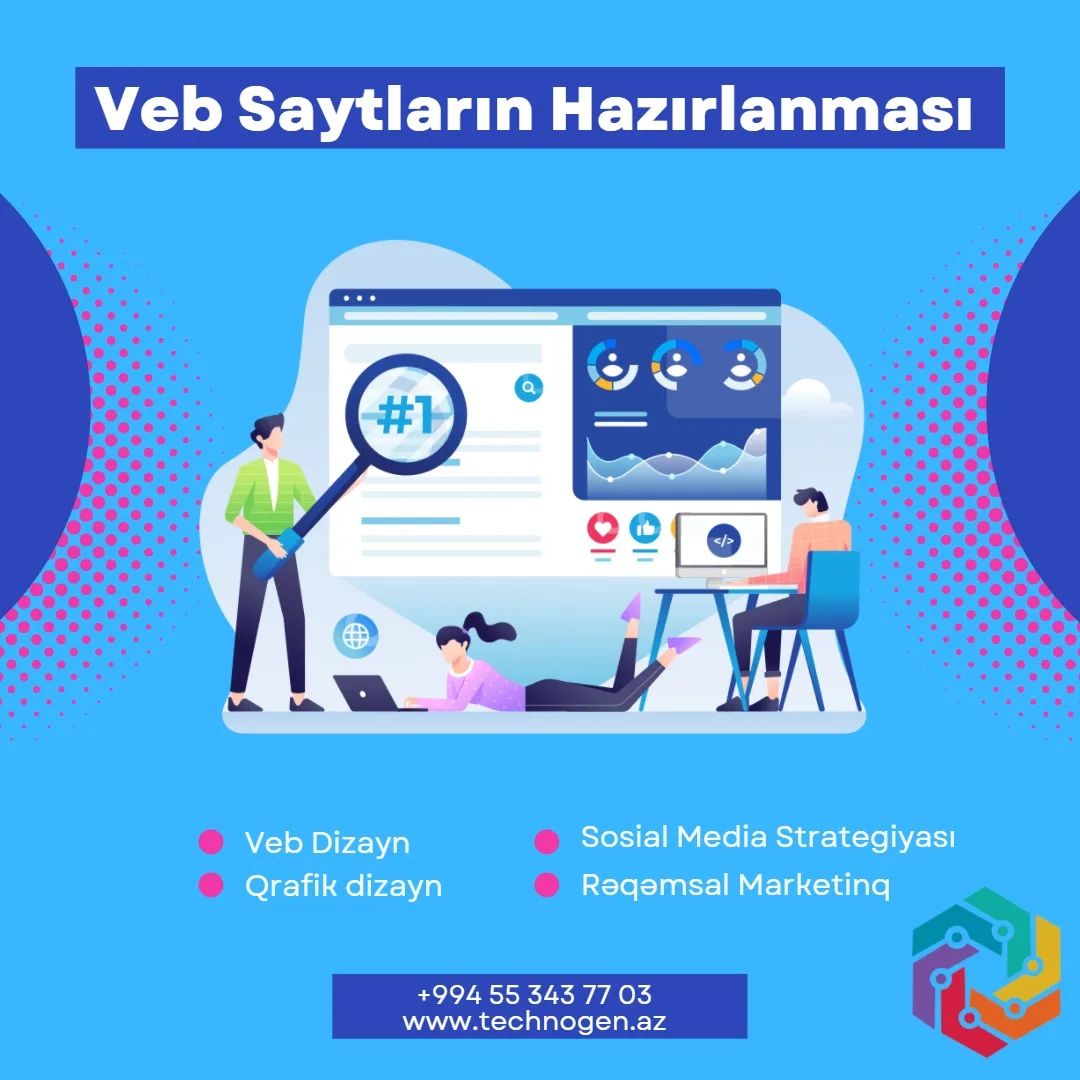 Veb Saytların Hazırlanması
#1
</>
Veb Dizayn
Qrafik dizayn
Sosial Media Strategiyası
Rəqəmsal Marketinq
+994 55 343 77 03
www.technogen.az